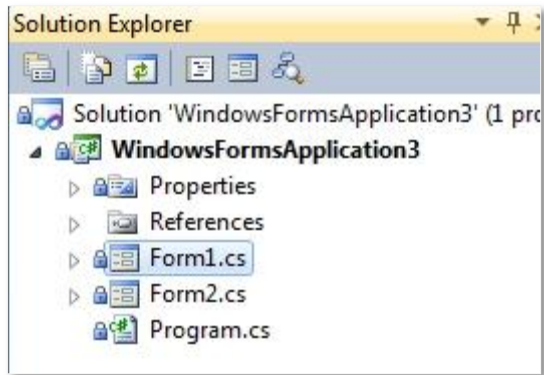 Solution Explorer
Solution 'WindowsFormsApplication3' (1 pro
C# WindowsFormsApplication3
Properties
References
Form1.cs
Form2.cs
C# Program.cs